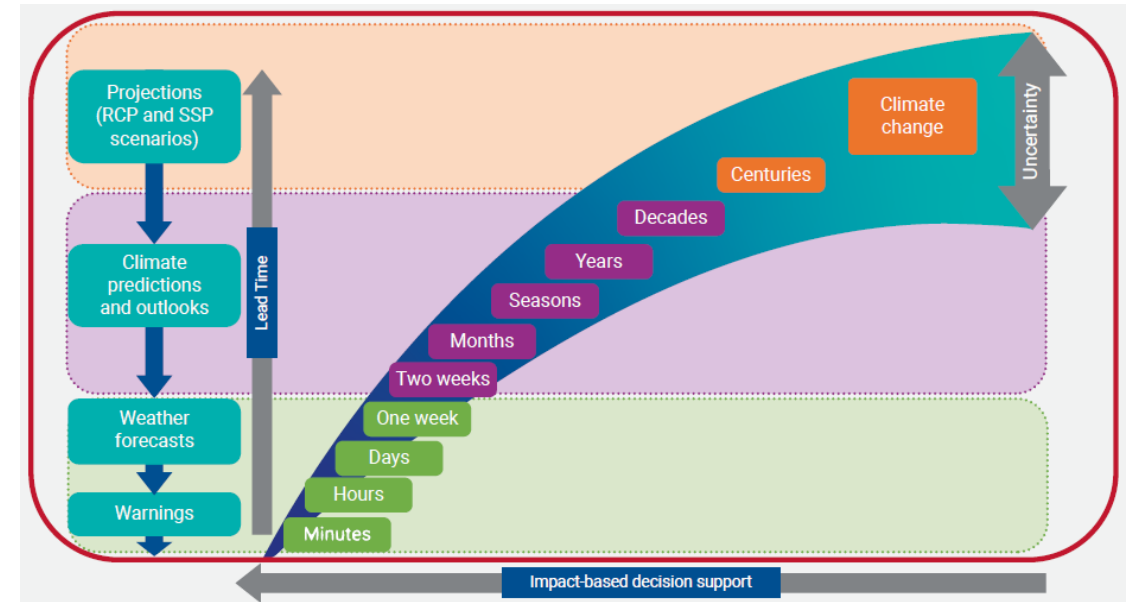 Projections
(RCP and SSP
scenarios)
Climate
predictions
and outlooks
Weather
forecasts
Warnings
Lead Time
Climate
change
Uncertainty
Centuries
Decades
Years
Seasons
Months
Two weeks
One week
Days
Hours
Minutes
Impact-based decision support